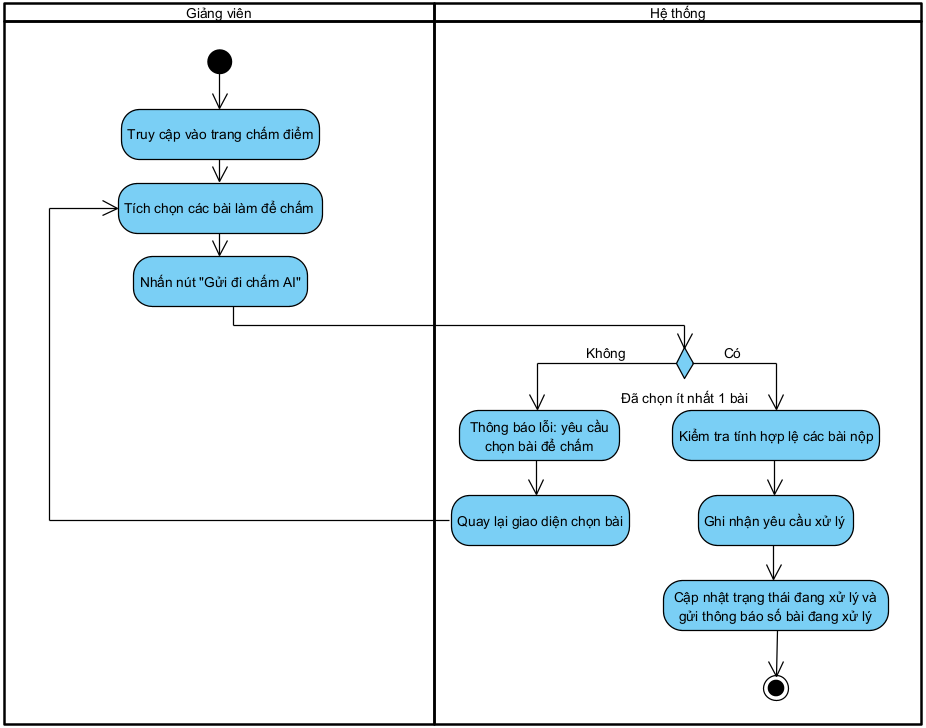 Giảng viên
Hệ thống
Truy cập vào trang chấm điểm
Tích chọn các bài làm để chấm
Nhấn nút "Gửi đi chấm AI"
Không
Có
Đã chọn ít nhất 1 bài
Thông báo lỗi: yêu cầu
chọn bài để chấm
Kiểm tra tính hợp lệ các bài nộp
Quay lại giao diện chọn bài
Ghi nhận yêu cầu xử lý
Cập nhật trạng thái đang xử lý và
gửi thông báo số bài đang xử lý